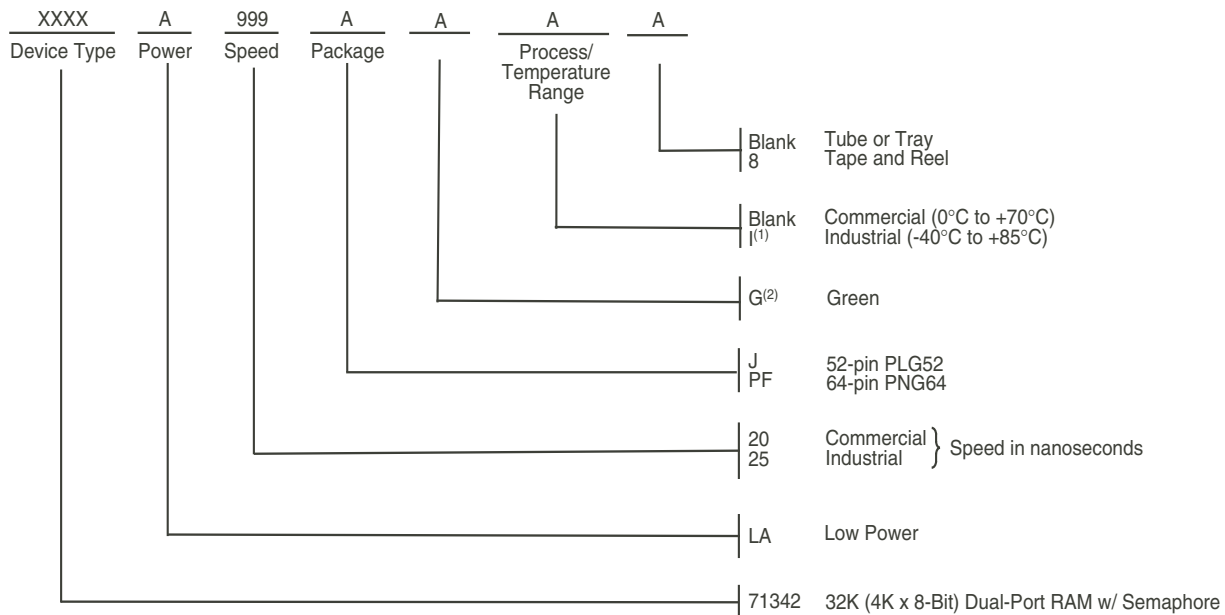 XXXX A 999 A A A A
Device Type Power Speed Package Process/
Temperature
Range
Blank Tube or Tray
8 Tape and Reel
Blank Commercial (0°C to +70°C)
I(1) Industrial (-40°C to +85°C)
G(2) Green
J 52-pin PLG52
PF 64-pin PNG64
20 Commercial
25 Industrial
} Speed in nanoseconds
LA Low Power
71342 32K (4K x 8-Bit) Dual-Port RAM w/ Semaphore